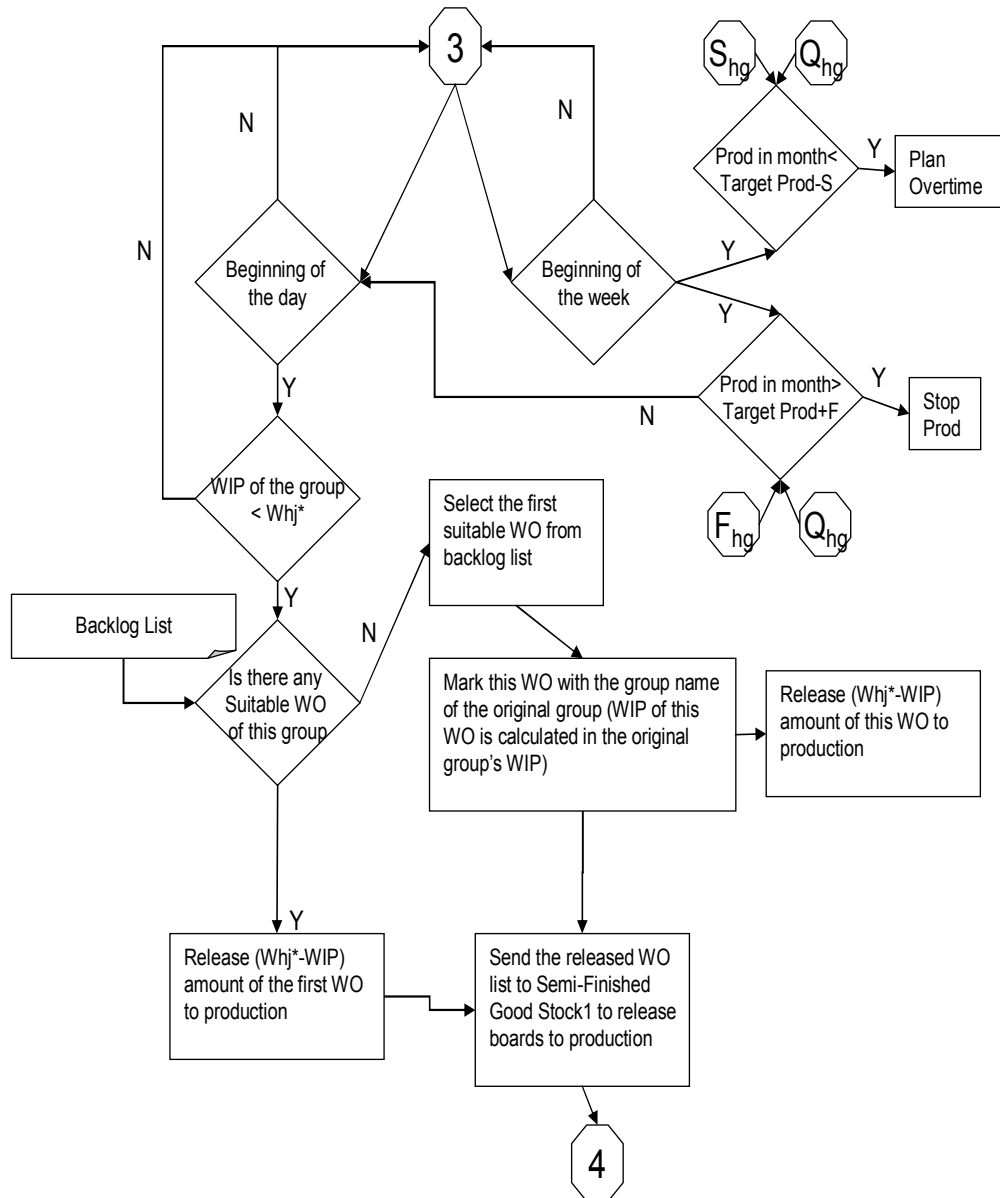 3
S hg
Q hg
N
N
Prod in month<
Target Prod-S
Y
Plan
Overtime
N
Beginning of
the day
Beginning of
the week
Y
Y
Y
Prod in month>
Target Prod+F
Y
N
Stop
Prod
WIP of the group
< Whj*
Select the first
suitable WO from
backlog list
F hg
Q hg
Y
Backlog List
N
Is there any
Suitable WO
of this group
Mark this WO with the group name
of the original group (WIP of this
WO is calculated in the original
group's WIP)
Release (Whj*-WIP)
amount of this WO to
production
Y
Release (Whj*-WIP)
amount of the first WO
to production
Send the released WO
list to Semi-Finished
Good Stock1 to release
boards to production
4